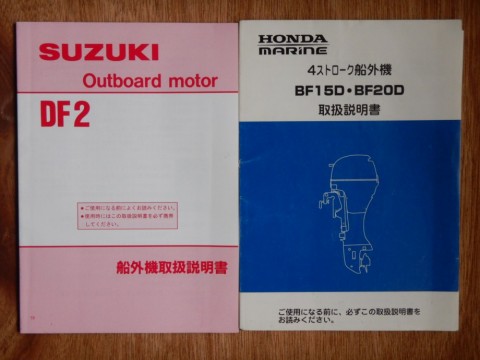 SUZUKI
Outboard motor
DF2
●ご使用になる前によくお読みください。
●使用時にはこの取扱説明書を必ず携帯
してください。
船外機取扱説明書
HONDA
MARINE
4ストローク船外機
BF15D・BF20D
取扱説明書
ご使用になる前に、必ずこの取扱説明書を
お読みください。